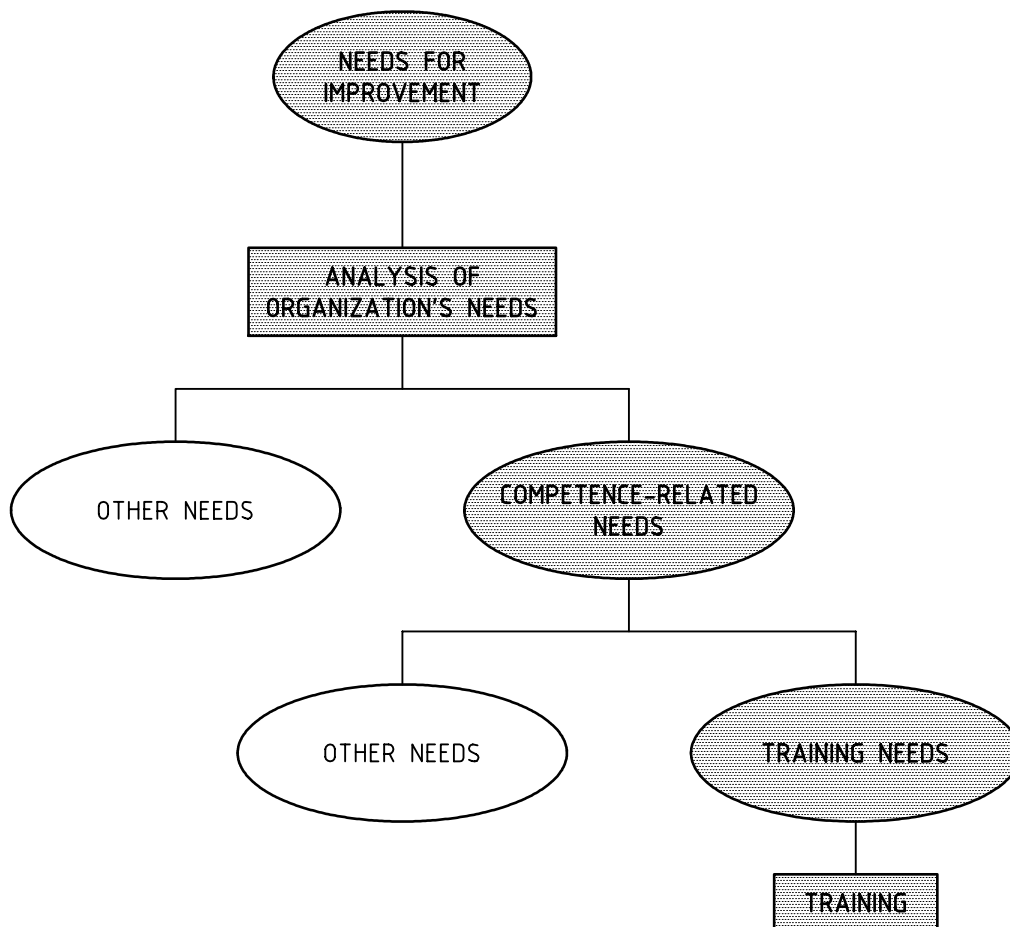 NEEDS FOR
IMPROVEMENT
ANALYSIS OF
ORGANIZATION'S NEEDS
OTHER NEEDS
COMPETENCE-RELATED
NEEDS
OTHER NEEDS
TRAINING NEEDS
TRAINING